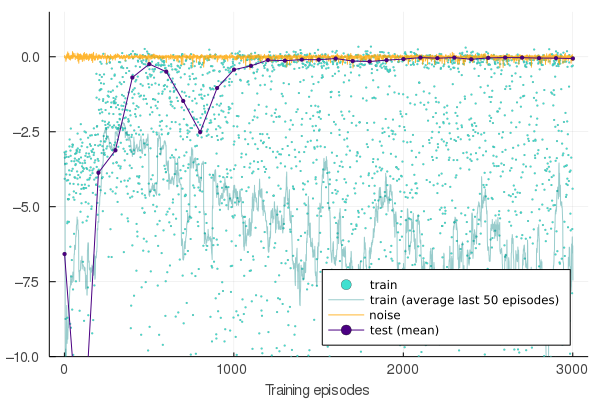 0.0
−2.5
−5.0
−7.5
−10.0
0
1000
2000
3000
Training episodes
train
train (average last 50 episodes)
noise
test (mean)